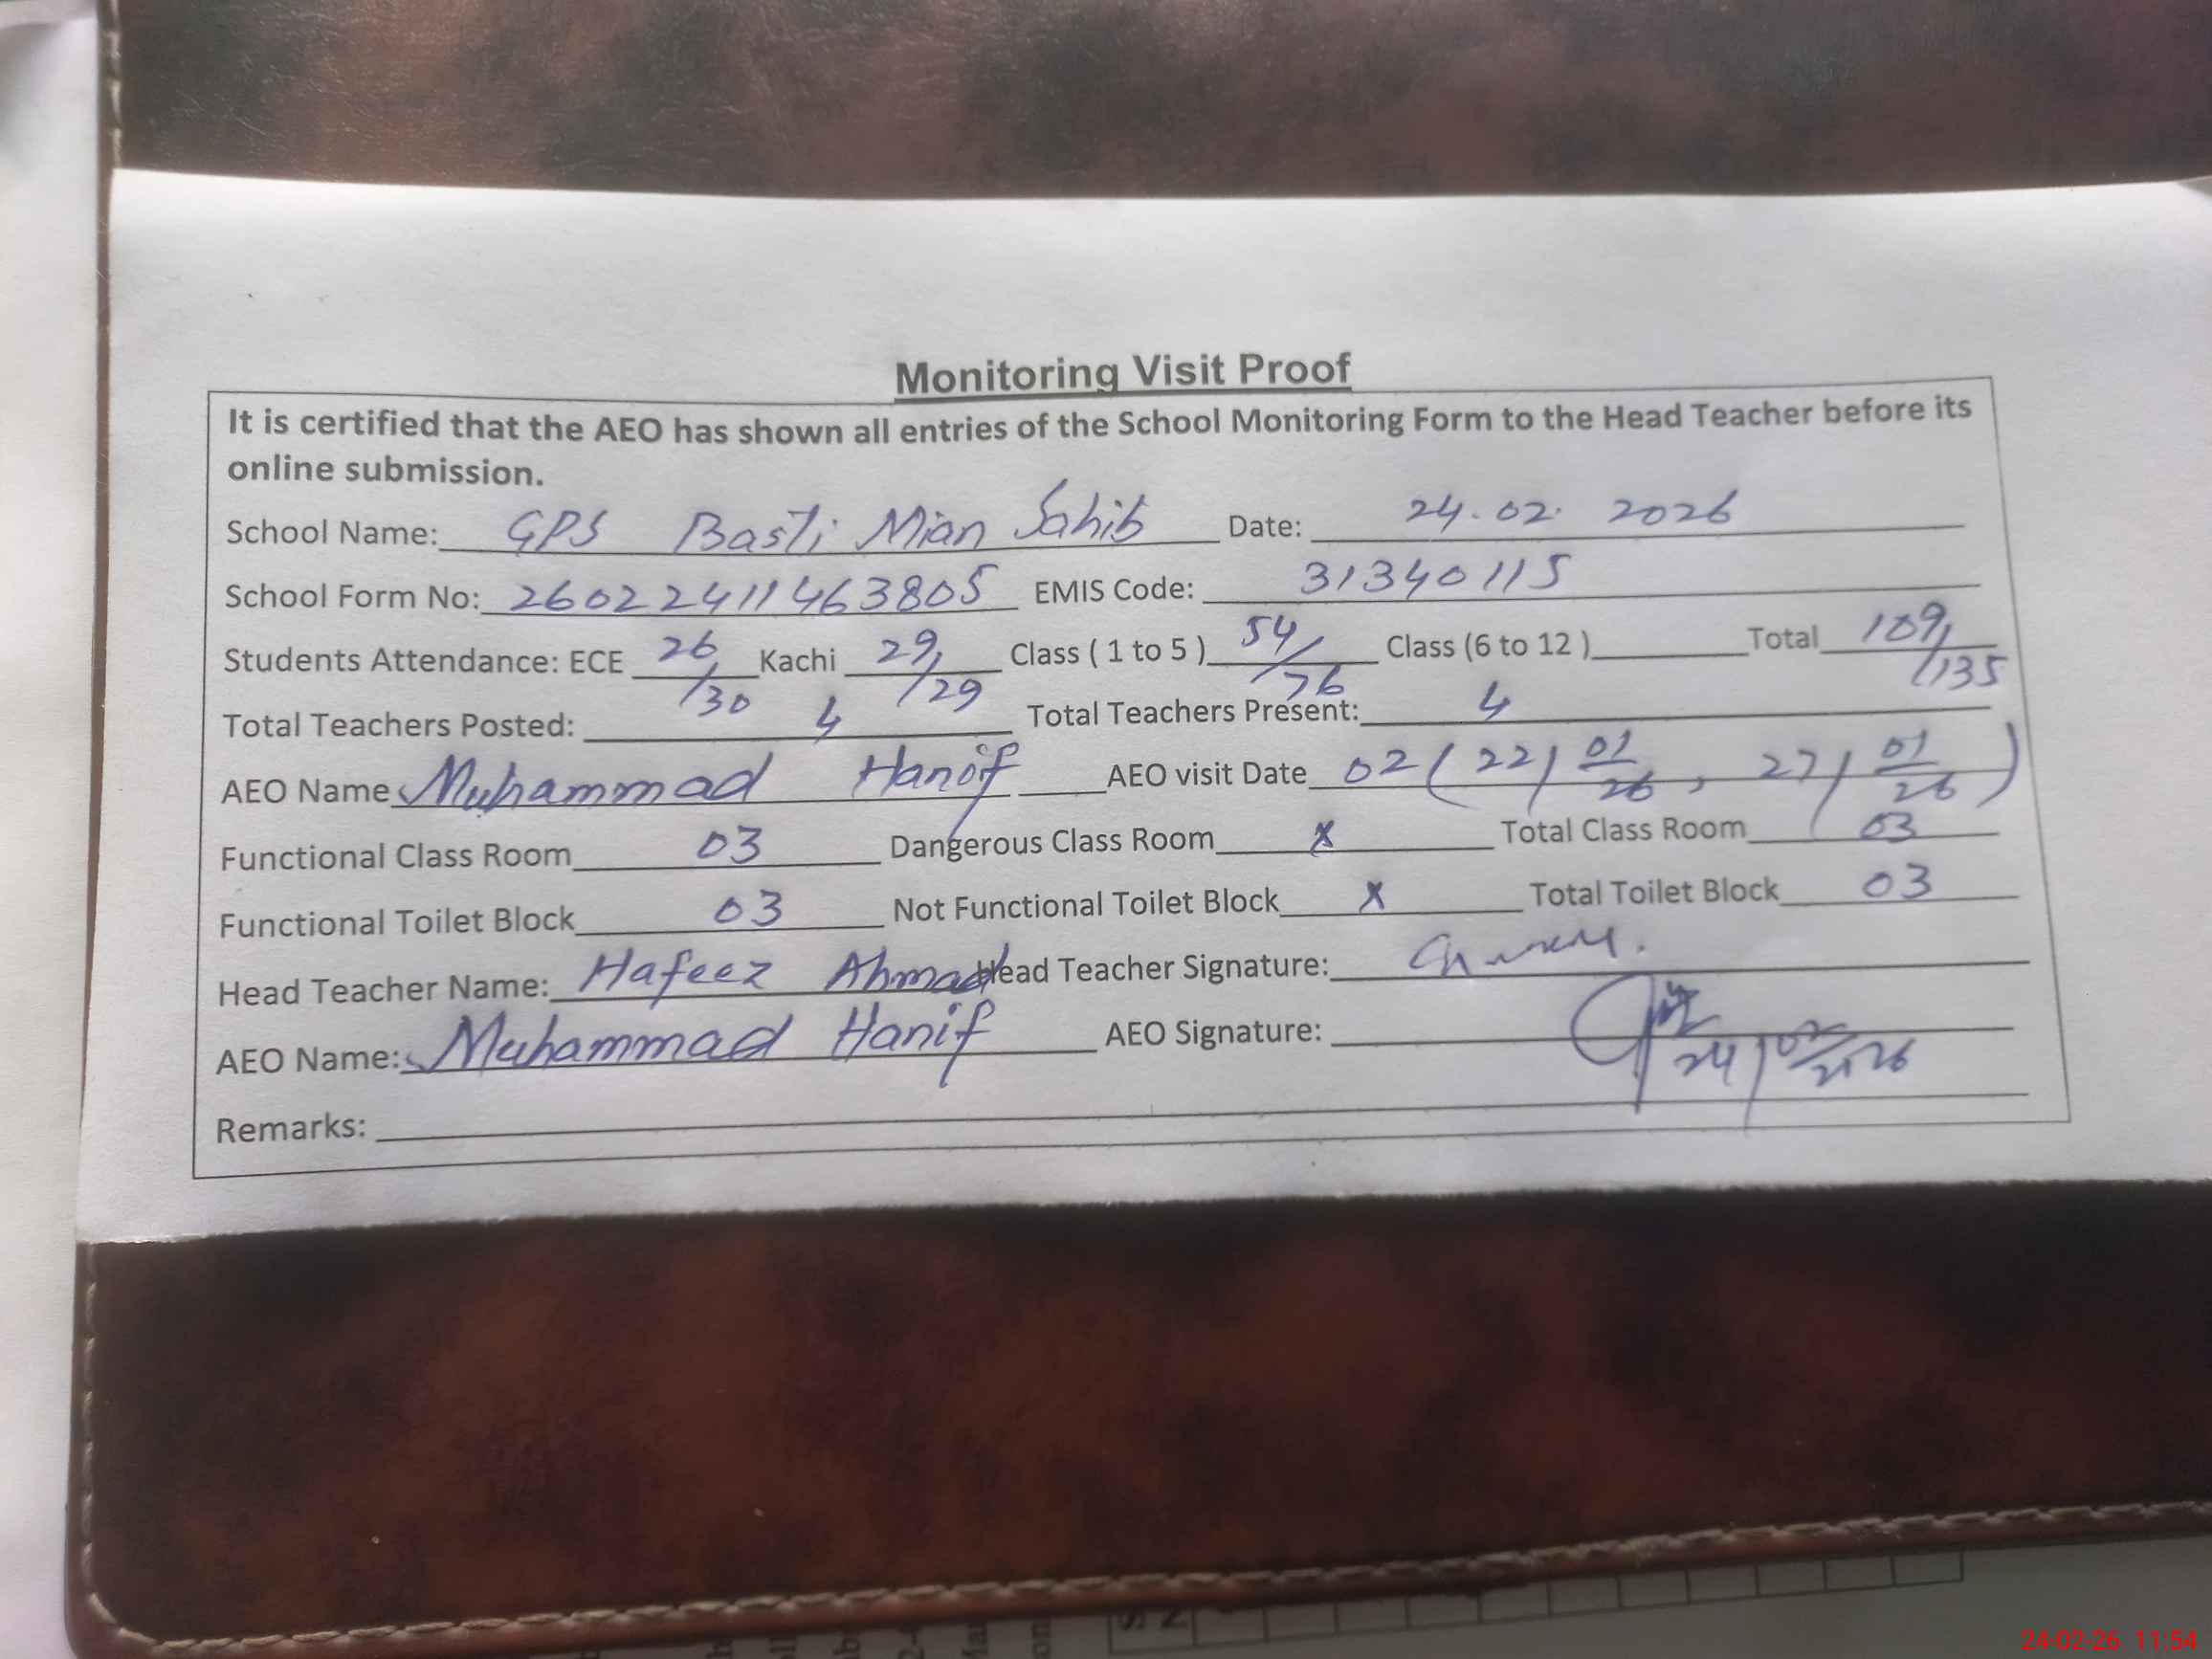 Monitoring Visit Proof
It is certified that the AEO has shown all entries of the School Monitoring Form to the Head Teacher before its
online submission.
School Name: GPS Basti Mian Sahib Date: 24.02.2026
School Form No: 26022411463805 EMIS Code: 31340115
Students Attendance: ECE 26/30 Kachi 29/29 Class ( 1 to 5 ) 54/76 Class (6 to 12 ) Total 109/135
Total Teachers Posted: 4 Total Teachers Present: 4
AEO Name Muhammad Hanif AEO visit Date 02 ( 22/01/26 , 27/01/26 )
Functional Class Room 03 Dangerous Class Room X Total Class Room 03
Functional Toilet Block 03 Not Functional Toilet Block X Total Toilet Block 03
Head Teacher Name: Hafeez Ahmad Head Teacher Signature:
AEO Name: Muhammad Hanif AEO Signature:
24/02/2026
Remarks:
24-02-26 11:54